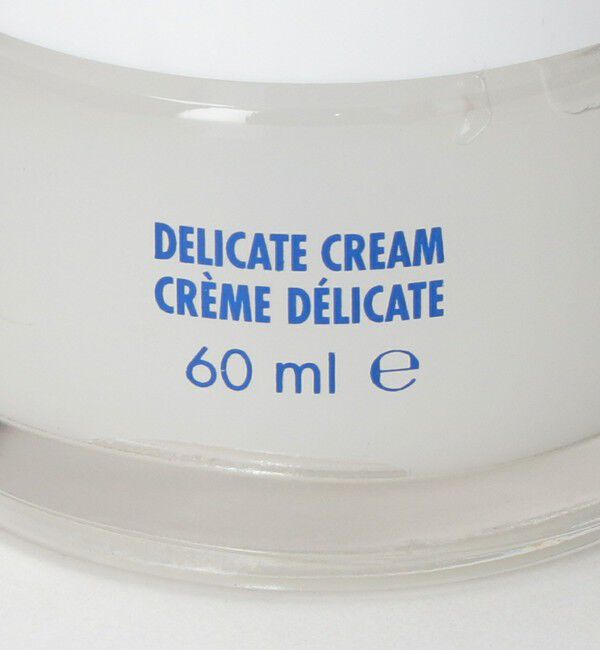 DELICATE CREAM
CRÈME DÉLICATE
60 ml ℮